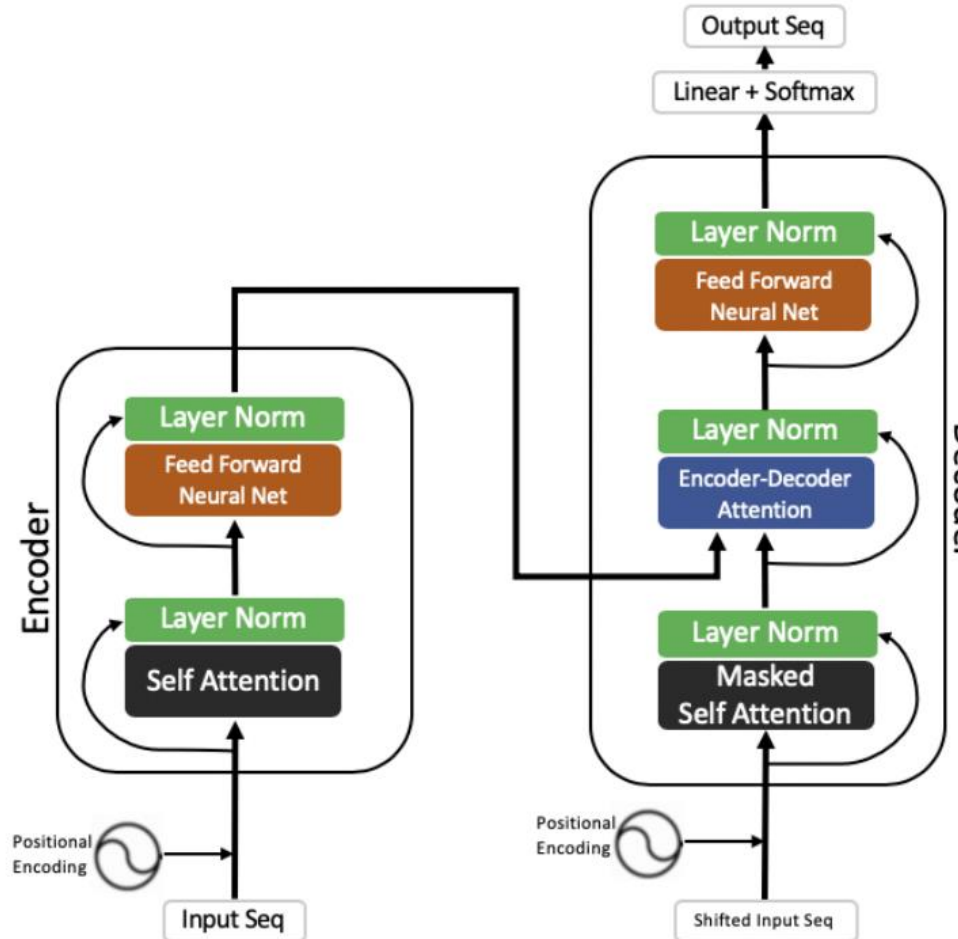 Output Seq
Linear + Softmax
Layer Norm
Feed Forward
Neural Net
Layer Norm
Encoder-Decoder
Attention
Layer Norm
Masked
Self Attention
Positional
Encoding
Shifted Input Seq
Encoder
Layer Norm
Feed Forward
Neural Net
Layer Norm
Self Attention
Positional
Encoding
Input Seq